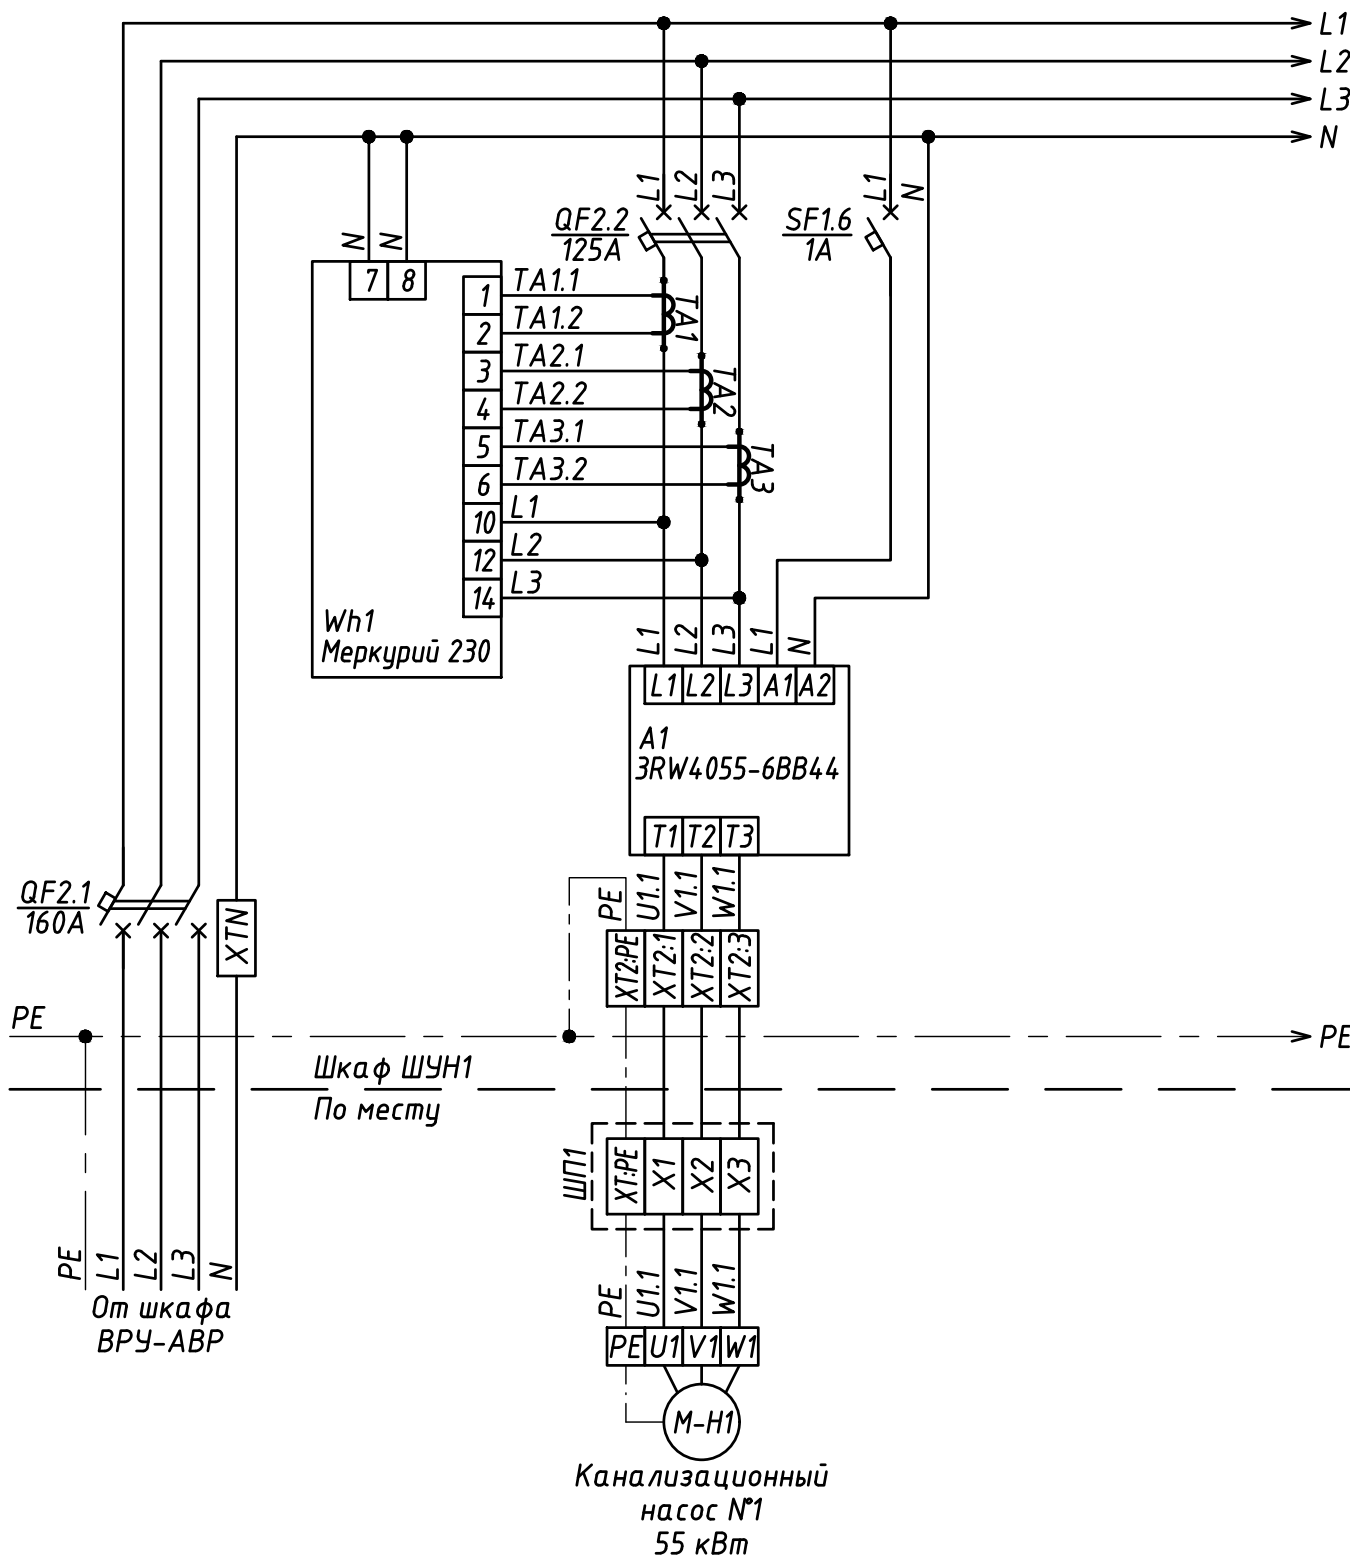 L1
L2
L3
N
L1
L2
L3
L1
N
QF2.2
125A
SF1.6
1A
N
N
7
8
1
TA1.1
2
TA1.2
3
TA2.1
4
TA2.2
5
TA3.1
6
TA3.2
10
L1
12
L2
14
L3
TA1
TA2
TA3
Wh1
Меркурий 230
L1
L2
L3
L1
N
L1
L2
L3
A1
A2
A1
3RW4055-6BB44
T1
T2
T3
QF2.1
160A
XTN
PE
U1.1
V1.1
W1.1
XT2:PE
XT2:1
XT2:2
XT2:3
PE
PE
Шкаф ШУН1
По месту
ШП1
XT:PE
X1
X2
X3
PE
L1
L2
L3
N
От шкафа
ВРУ-АВР
PE
U1.1
V1.1
W1.1
PE
U1
V1
W1
М-Н1
Канализационный
насос №1
55 кВт